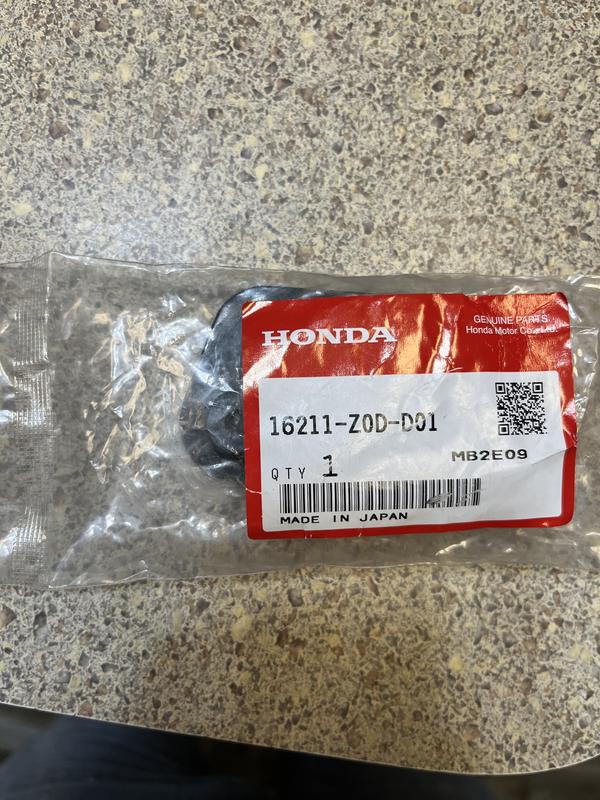 HONDA
GENUINE PARTS
Honda Motor Co., Ltd.
16211-Z0D-D01
MB2E09
QTY 1
MADE IN JAPAN